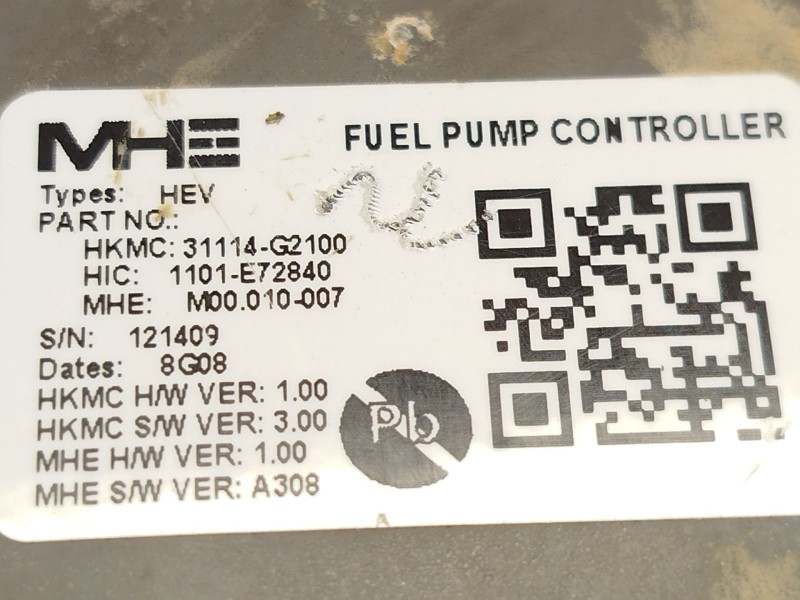 MHE
FUEL PUMP CONTROLLER
Types: HEV
PART NO.:
HKMC: 31114-G2100
HIC: 1101-E72840
MHE: M00.010-007
S/N: 121409
Dates: 8G08
HKMC H/W VER: 1.00
HKMC S/W VER: 3.00
MHE H/W VER: 1.00
MHE S/W VER: A308
Pb
A